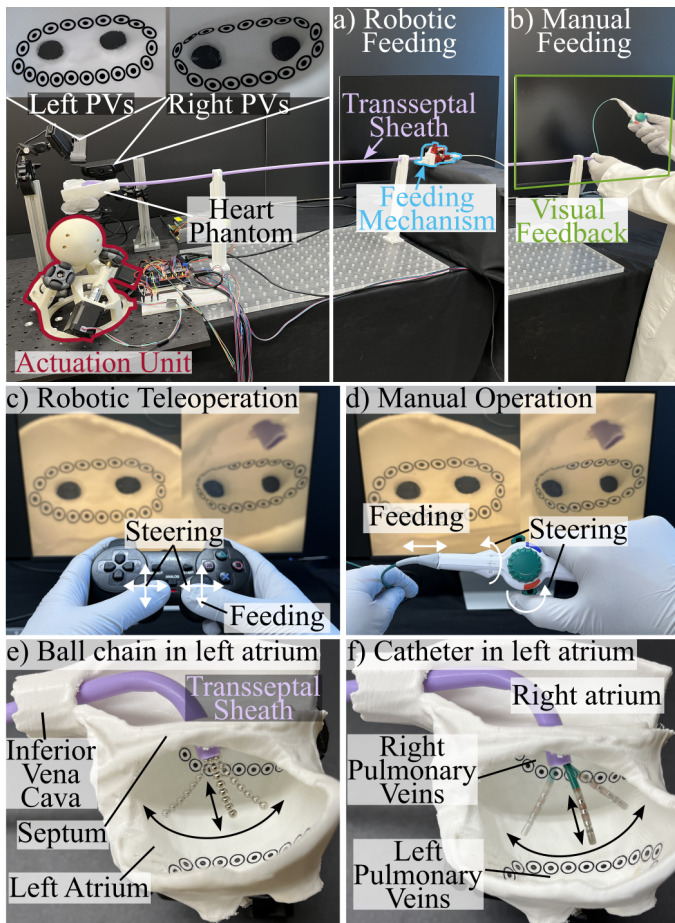 a) Robotic
Feeding
b) Manual
Feeding
Left PVs
Right PVs
Transseptal
Sheath
Heart
Phantom
Feeding
Mechanism
Visual
Feedback
Actuation Unit
c) Robotic Teleoperation
Steering
Feeding
d) Manual Operation
Feeding
Steering
e) Ball chain in left atrium
Transseptal
Sheath
Inferior
Vena
Cava
Septum
Left Atrium
f) Catheter in left atrium
Right atrium
Right
Pulmonary
Veins
Left
Pulmonary
Veins